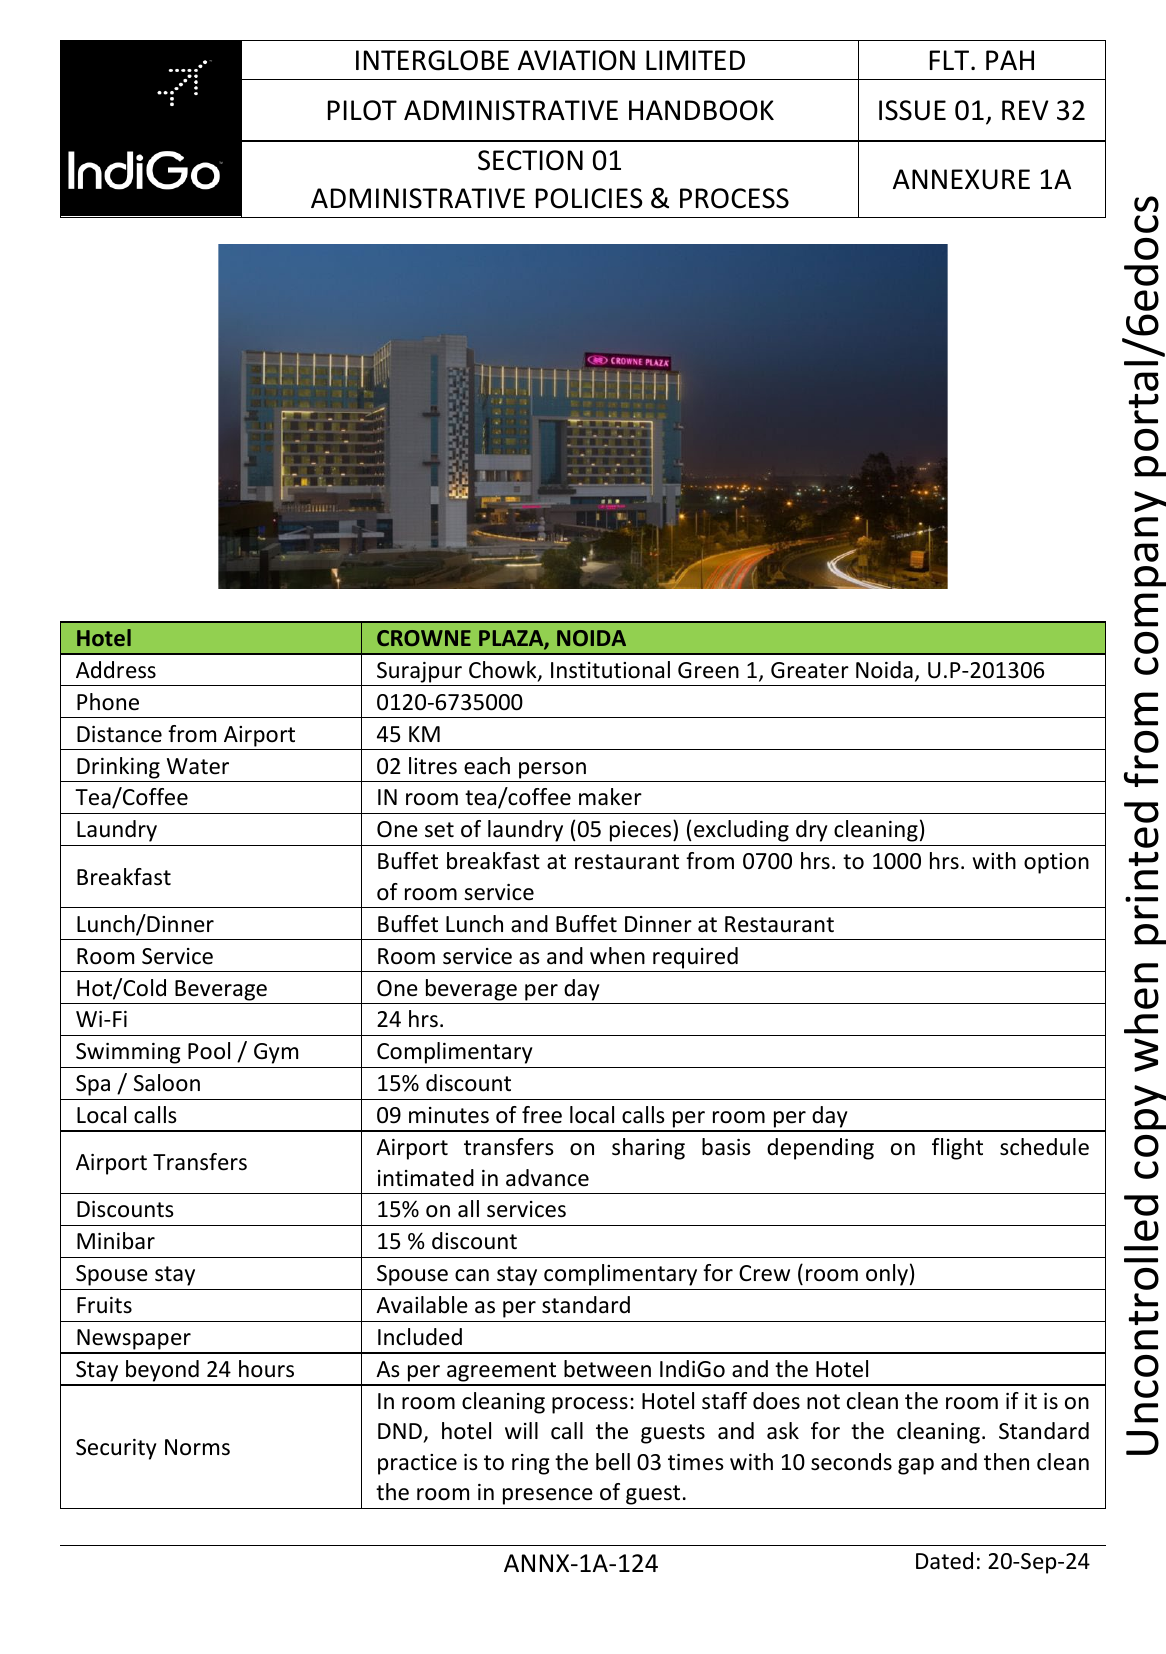 IndiGo
INTERGLOBE AVIATION LIMITED
FLT. PAH
PILOT ADMINISTRATIVE HANDBOOK
ISSUE 01, REV 32
SECTION 01
ADMINISTRATIVE POLICIES & PROCESS
ANNEXURE 1A
CROWNE PLAZA
Hotel CROWNE PLAZA, NOIDA
Address Surajpur Chowk, Institutional Green 1, Greater Noida, U.P-201306
Phone 0120-6735000
Distance from Airport 45 KM
Drinking Water 02 litres each person
Tea/Coffee IN room tea/coffee maker
Laundry One set of laundry (05 pieces) (excluding dry cleaning)
Breakfast Buffet breakfast at restaurant from 0700 hrs. to 1000 hrs. with option
of room service
Lunch/Dinner Buffet Lunch and Buffet Dinner at Restaurant
Room Service Room service as and when required
Hot/Cold Beverage One beverage per day
Wi-Fi 24 hrs.
Swimming Pool / Gym Complimentary
Spa / Saloon 15% discount
Local calls 09 minutes of free local calls per room per day
Airport Transfers Airport transfers on sharing basis depending on flight schedule
intimated in advance
Discounts 15% on all services
Minibar 15 % discount
Spouse stay Spouse can stay complimentary for Crew (room only)
Fruits Available as per standard
Newspaper Included
Stay beyond 24 hours As per agreement between IndiGo and the Hotel
Security Norms In room cleaning process: Hotel staff does not clean the room if it is on
DND, hotel will call the guests and ask for the cleaning. Standard
practice is to ring the bell 03 times with 10 seconds gap and then clean
the room in presence of guest.
ANNX-1A-124
Dated: 20-Sep-24
Uncontrolled copy when printed from company portal/6edocs